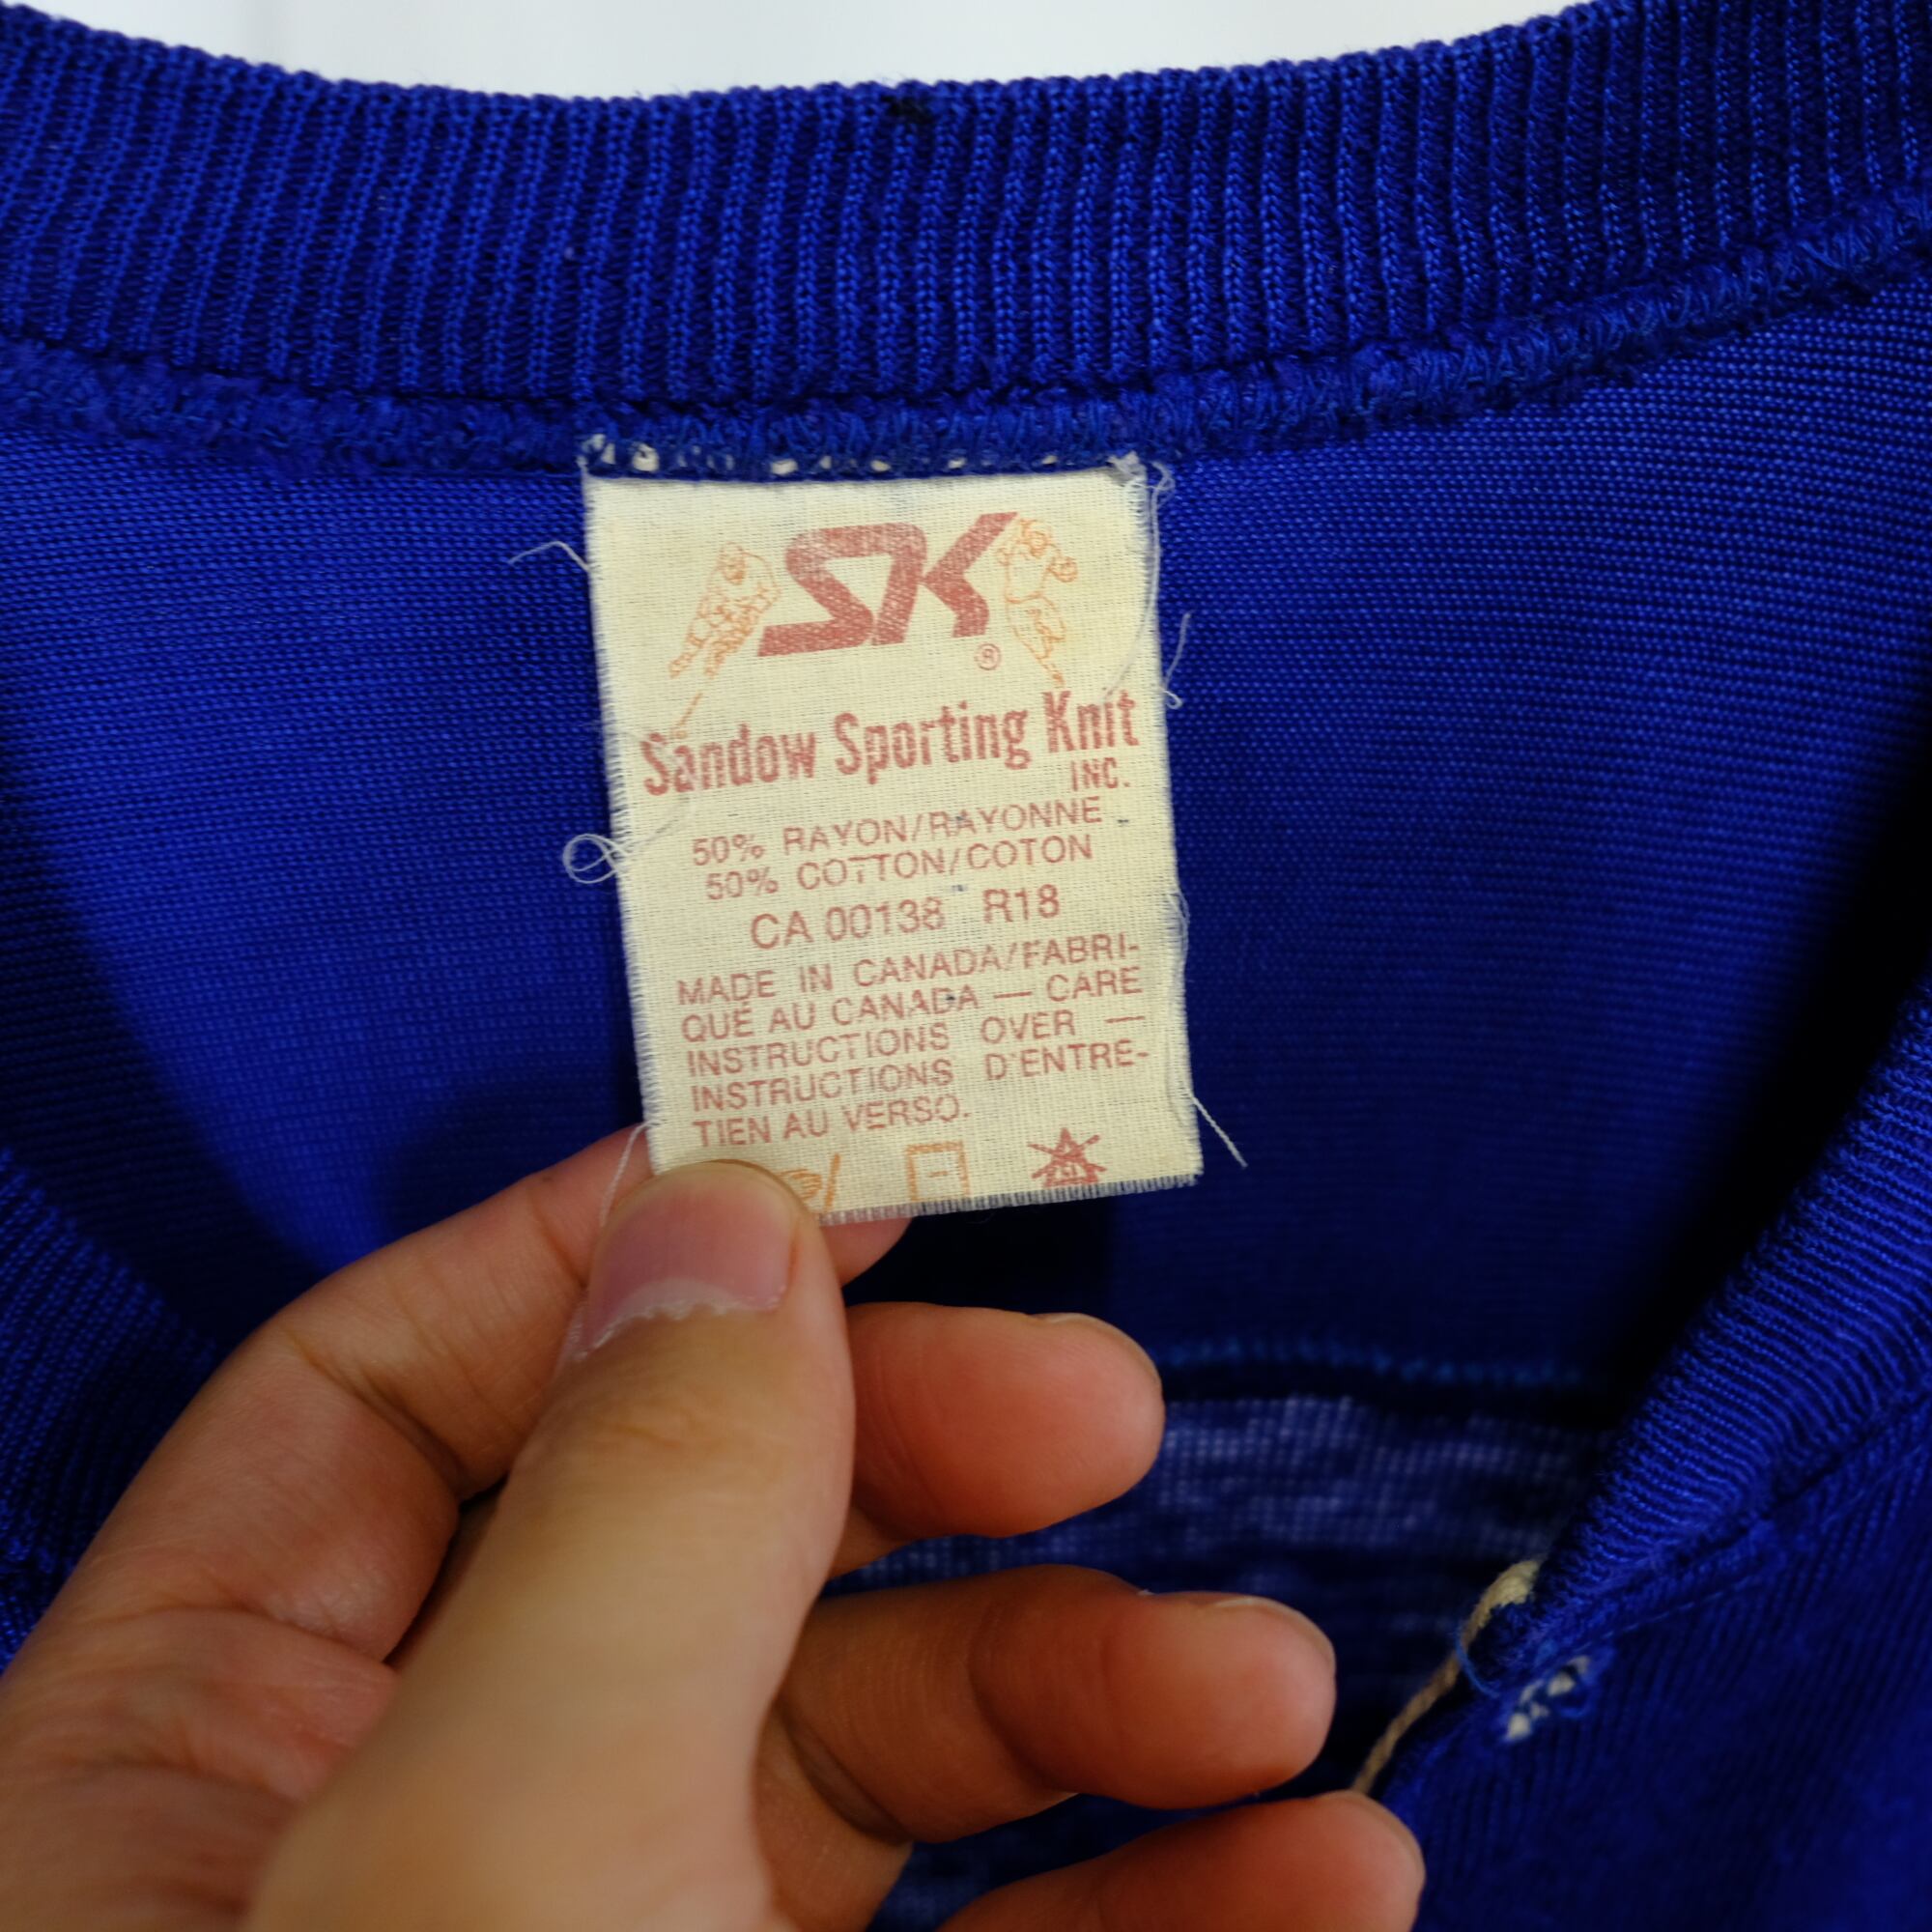 SK®
Sandow Sporting Knit
INC.
50% RAYON/RAYONNE
50% COTTON/COTON
CA 00138 R18
MADE IN CANADA/FABRI-
QUÉ AU CANADA — CARE
INSTRUCTIONS OVER —
INSTRUCTIONS D'ENTRE-
TIEN AU VERSO.